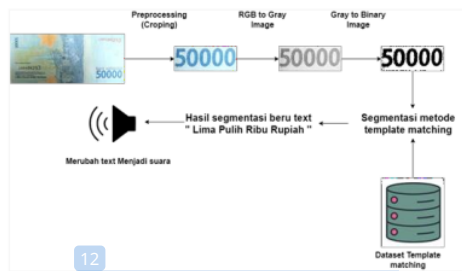 Preprocessing
(Croping)
RGB to Gray
Image
Gray to Binary
Image
50000
50000
50000
50000
Hasil segmentasi beru text
" Lima Pulih Ribu Rupiah "
Segmentasi metode
template matching
Merubah text Menjadi suara
12
Dataset Template
matching